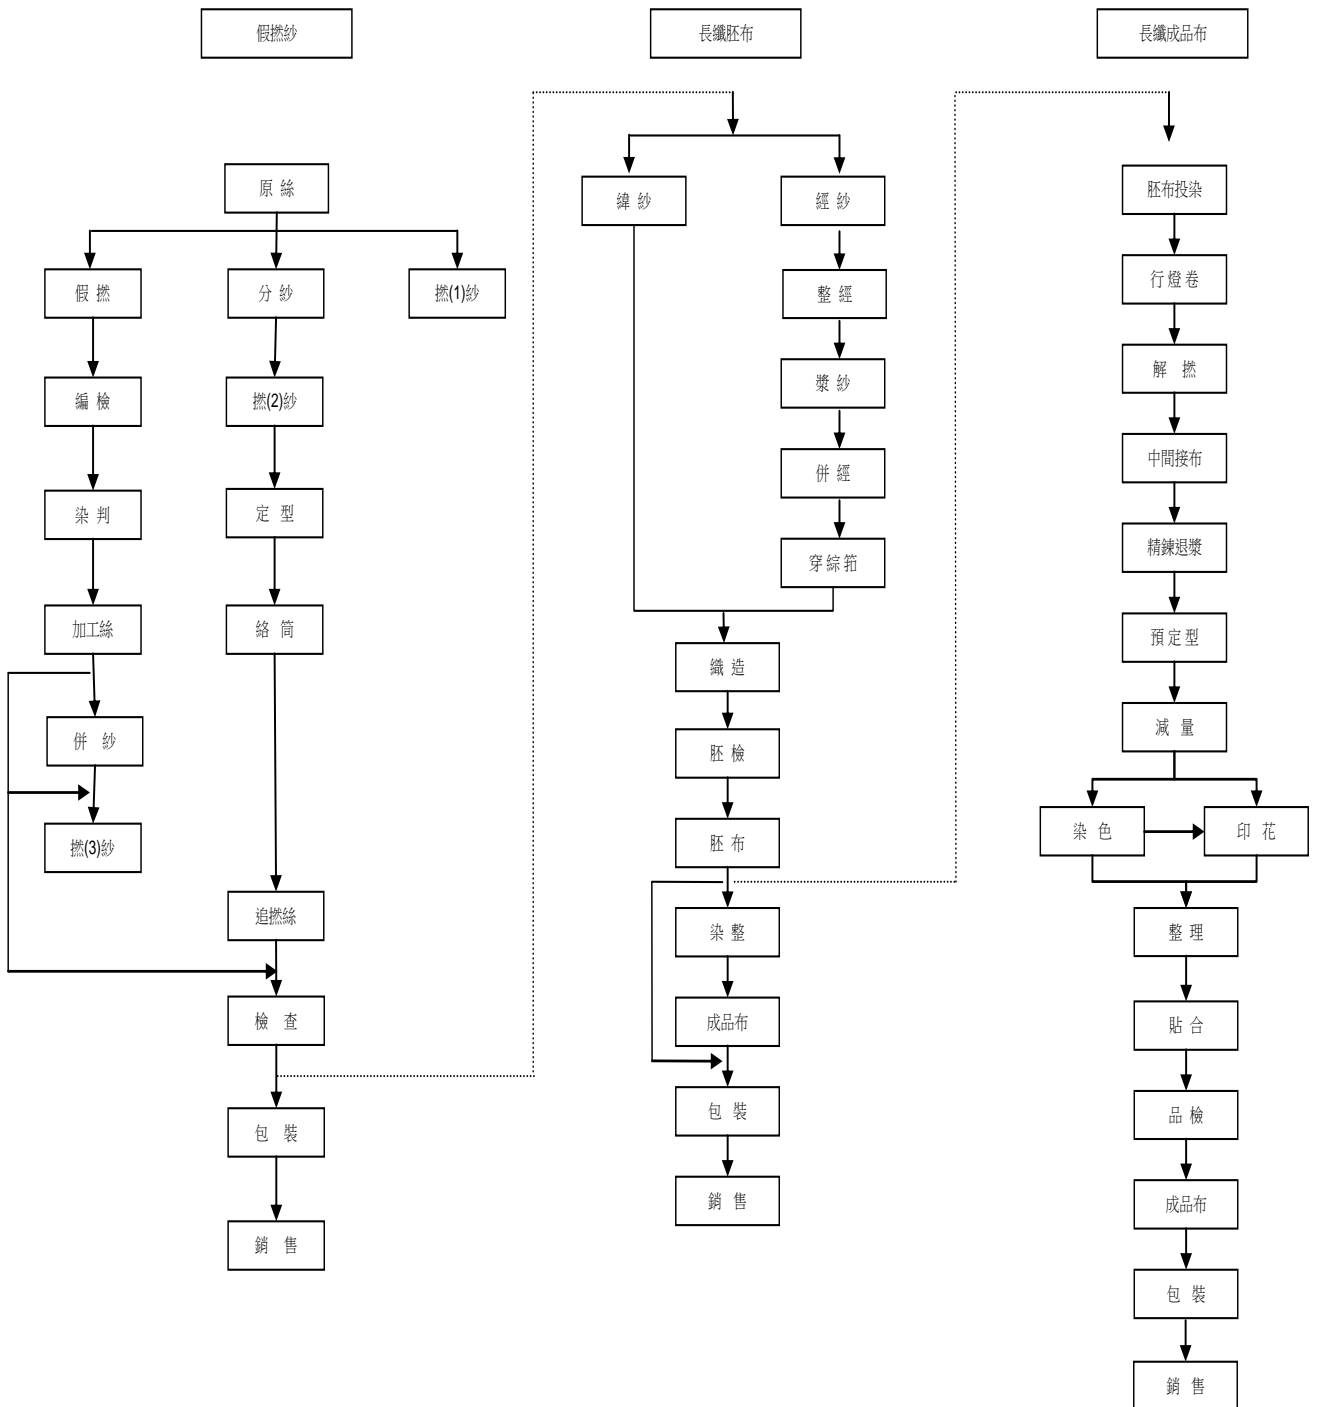 假撚紗
長纖胚布
長纖成品布
原絲
假撚
分紗
撚(1)紗
編檢
撚(2)紗
染判
定型
加工絲
絡筒
併紗
撚(3)紗
追撚絲
檢查
包裝
銷售
緯紗
經紗
整經
漿紗
併經
穿綜筘
織造
胚檢
胚布
染整
成品布
包裝
銷售
胚布投染
行燈卷
解撚
中間接布
精鍊退漿
預定型
減量
染色
印花
整理
貼合
品檢
成品布
包裝
銷售